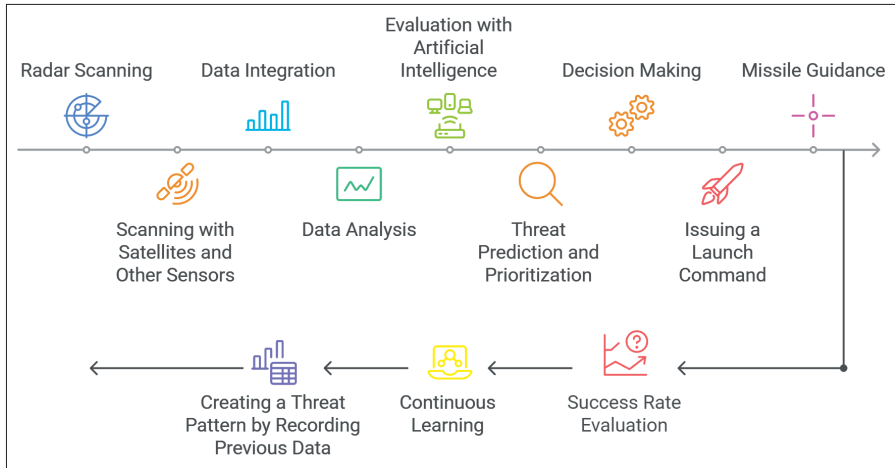 Radar Scanning
Scanning with
Satellites and
Other Sensors
Data Integration
Data Analysis
Evaluation with
Artificial
Intelligence
Threat
Prediction and
Prioritization
Decision Making
Issuing a
Launch
Command
Missile Guidance
?
Success Rate
Evaluation
Continuous
Learning
Creating a Threat
Pattern by Recording
Previous Data